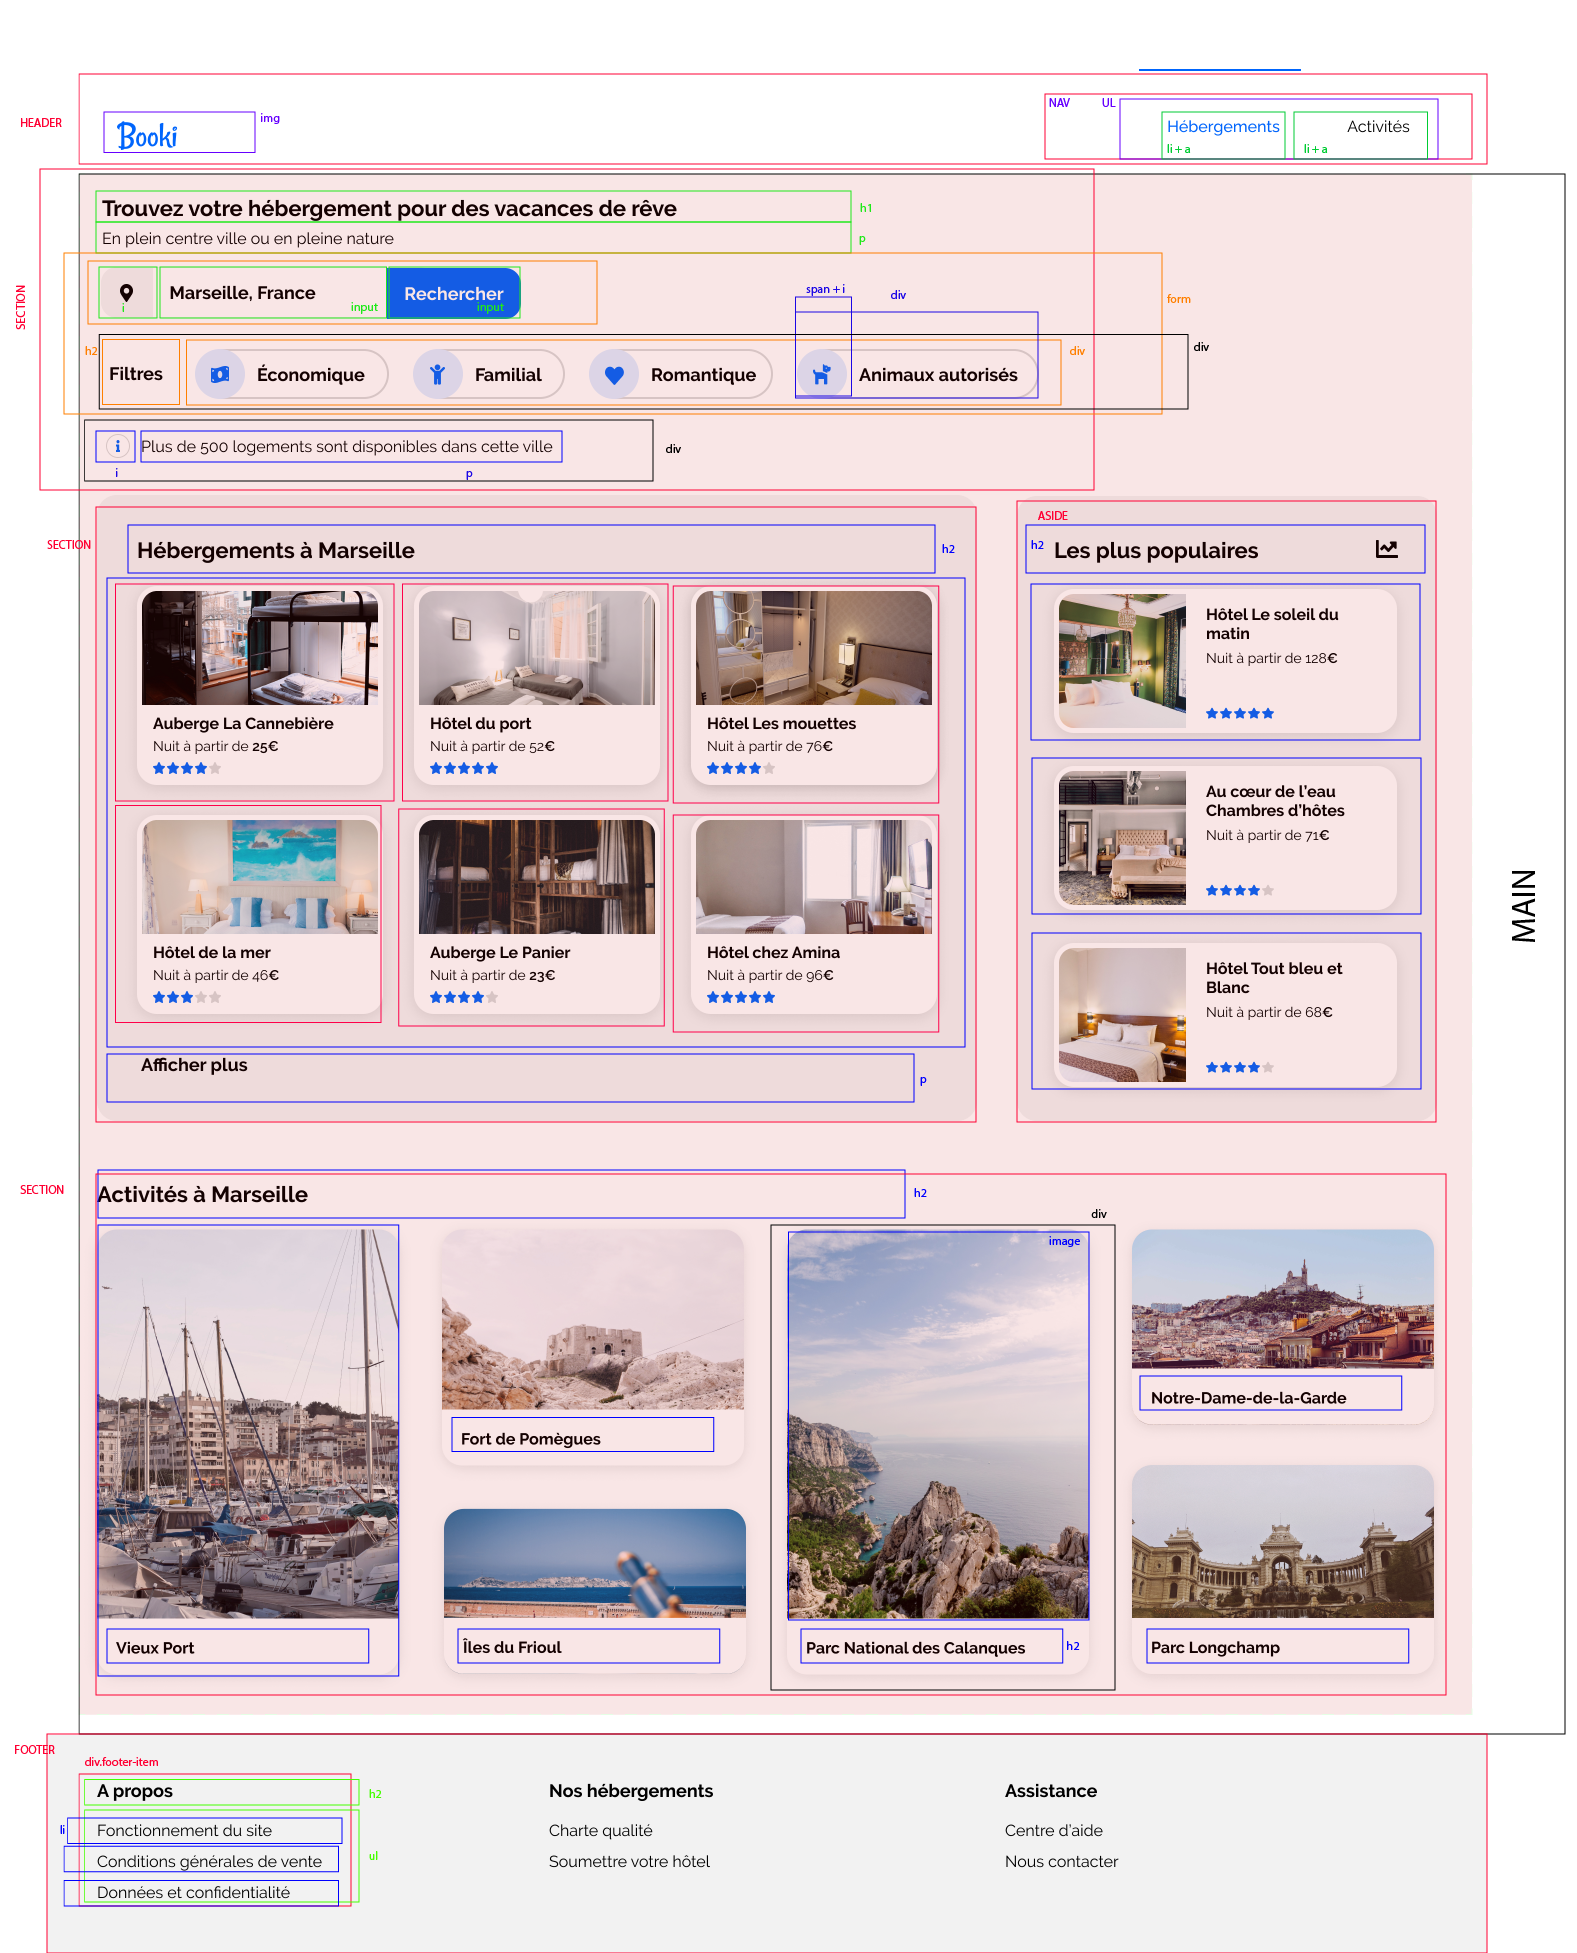 HEADER
Booki
img
NAV
UL
Hébergements
Activités
li + a
li + a
SECTION
Trouvez votre hébergement pour des vacances de rêve
h1
En plein centre ville ou en pleine nature
p
form
i
Marseille, France
input
Rechercher
input
span + i
div
h2
Filtres
Économique
Familial
Romantique
Animaux autorisés
div
div
Plus de 500 logements sont disponibles dans cette ville
div
i
p
SECTION
Hébergements à Marseille
h2
Auberge La Cannebière
Nuit à partir de 25€
Hôtel du port
Nuit à partir de 52€
Hôtel Les mouettes
Nuit à partir de 76€
Hôtel de la mer
Nuit à partir de 46€
Auberge Le Panier
Nuit à partir de 23€
Hôtel chez Amina
Nuit à partir de 96€
Afficher plus
p
ASIDE
h2
Les plus populaires
Hôtel Le soleil du
matin
Nuit à partir de 128€
Au cœur de l'eau
Chambres d'hôtes
Nuit à partir de 71€
Hôtel Tout bleu et
Blanc
Nuit à partir de 68€
MAIN
SECTION
Activités à Marseille
h2
div
image
Vieux Port
Fort de Pomègues
Îles du Frioul
Parc National des Calanques
h2
Notre-Dame-de-la-Garde
Parc Longchamp
FOOTER
div.footer-item
A propos
h2
li
Fonctionnement du site
Conditions générales de vente
ul
Données et confidentialité
Nos hébergements
Charte qualité
Soumettre votre hôtel
Assistance
Centre d'aide
Nous contacter